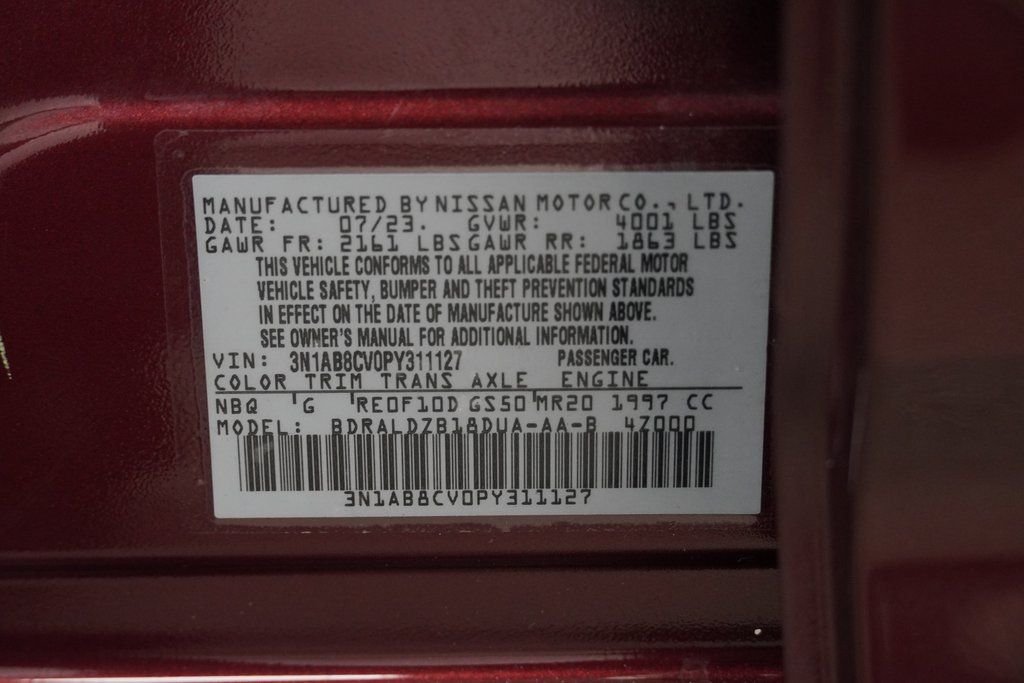 MANUFACTURED BY NISSAN MOTOR CO., LTD.
DATE: 07/23. GVWR: 4001 LBS
GAWR FR: 2161 LBS GAWR RR: 1863 LBS
THIS VEHICLE CONFORMS TO ALL APPLICABLE FEDERAL MOTOR
VEHICLE SAFETY, BUMPER AND THEFT PREVENTION STANDARDS
IN EFFECT ON THE DATE OF MANUFACTURE SHOWN ABOVE.
SEE OWNER'S MANUAL FOR ADDITIONAL INFORMATION.
VIN: 3N1AB8CV0PY311127 PASSENGER CAR.
COLOR TRIM TRANS AXLE ENGINE
NBQ 'G 'RE0F10D GS50'MR20 1997 CC
MODEL: BDRALDZB18DUA-AA-B 4Z000
3N1AB8CV0PY311127